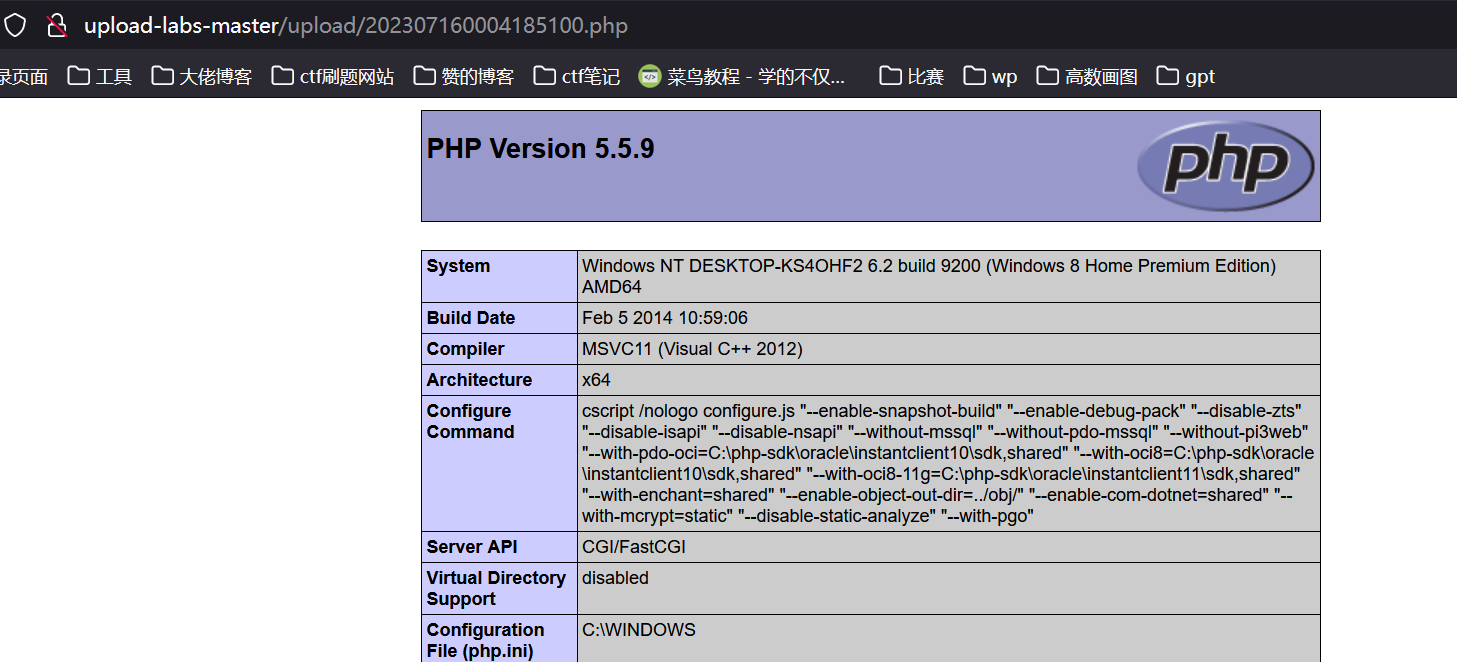 upload-labs-master/upload/202307160004185100.php
录页面 工具 大佬博客 ctf刷题网站 赞的博客 ctf笔记 菜鸟教程 - 学的不仅... 比赛 wp 高数画图 gpt
PHP Version 5.5.9
php
System Windows NT DESKTOP-KS4OHF2 6.2 build 9200 (Windows 8 Home Premium Edition)
AMD64
Build Date Feb 5 2014 10:59:06
Compiler MSVC11 (Visual C++ 2012)
Architecture x64
Configure Command cscript /nologo configure.js "--enable-snapshot-build" "--enable-debug-pack" "--disable-zts"
"--disable-isapi" "--disable-nsapi" "--without-mssql" "--without-pdo-mssql" "--without-pi3web"
"--with-pdo-oci=C:\php-sdk\oracle\instantclient10\sdk,shared" "--with-oci8=C:\php-sdk\oracle
\instantclient10\sdk,shared" "--with-oci8-11g=C:\php-sdk\oracle\instantclient11\sdk,shared"
"--with-enchant=shared" "--enable-object-out-dir=../obj/" "--enable-com-dotnet=shared" "--
with-mcrypt=static" "--disable-static-analyze" "--with-pgo"
Server API CGI/FastCGI
Virtual Directory Support disabled
Configuration File (php.ini) C:\WINDOWS